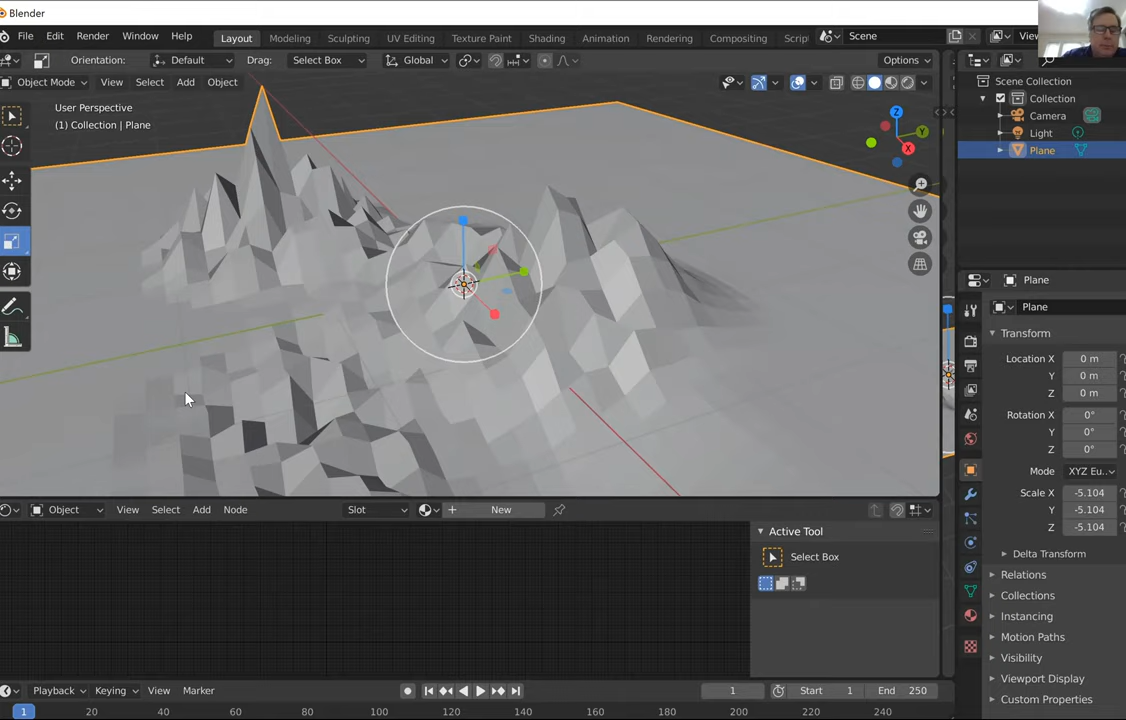 Blender
File Edit Render Window Help Layout Modeling Sculpting UV Editing Texture Paint Shading Animation Rendering Compositing Scrip Scene Vie
Orientation: Default Drag: Select Box Global Options
Object Mode View Select Add Object
User Perspective
(1) Collection | Plane
Z
Y
X
Scene Collection
Collection
Camera
Light
Plane
Plane
Plane
Transform
Location X 0 m
Y 0 m
Z 0 m
Rotation X 0°
Y 0°
Z 0°
Mode XYZ Eu..
Scale X -5.104
Y -5.104
Z -5.104
Delta Transform
Relations
Collections
Instancing
Motion Paths
Visibility
Viewport Display
Custom Properties
Object View Select Add Node Slot New
Active Tool
Select Box
Playback Keying View Marker 1 Start 1 End 250
1 20 40 60 80 100 120 140 160 180 200 220 240